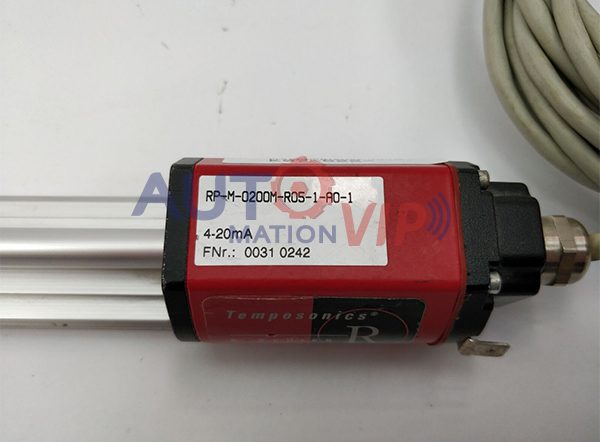 RP-M-0200M-R05-1-A0-1
4-20mA
FNr.: 0031 0242
AUTO
MATION
VIP
Temposonics®
R